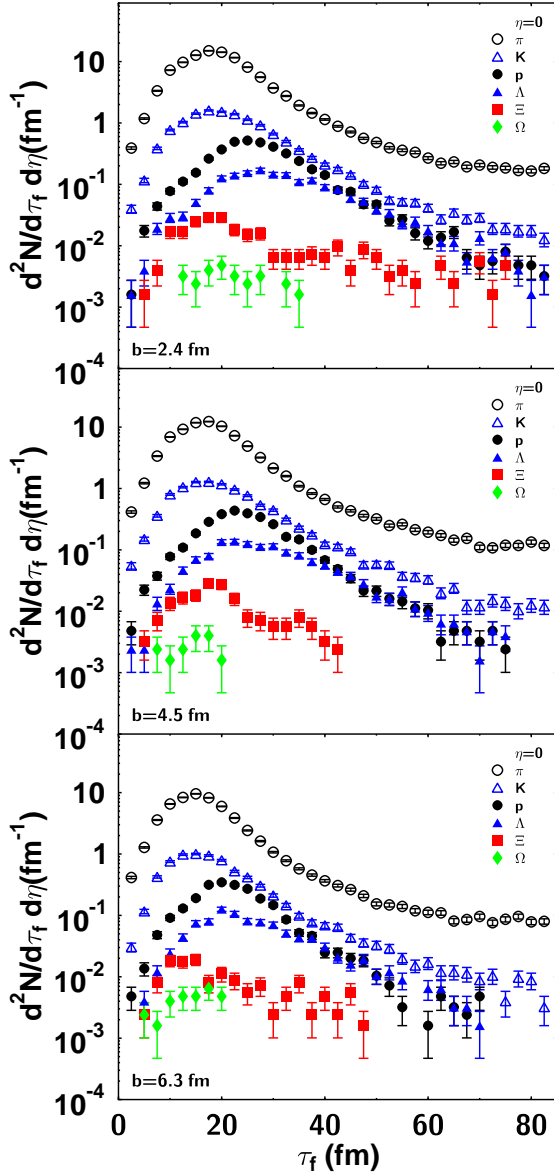 η=0
π
K
p
Λ
Ξ
Ω
10
1
10⁻¹
10⁻²
10⁻³
10⁻⁴
d²N/dτ_f dη(fm⁻¹)
b=2.4 fm
η=0
π
K
p
Λ
Ξ
Ω
10
1
10⁻¹
10⁻²
10⁻³
10⁻⁴
d²N/dτ_f dη(fm⁻¹)
b=4.5 fm
η=0
π
K
p
Λ
Ξ
Ω
10
1
10⁻¹
10⁻²
10⁻³
10⁻⁴
d²N/dτ_f dη(fm⁻¹)
b=6.3 fm
0 20 40 60 80
τ_f (fm)